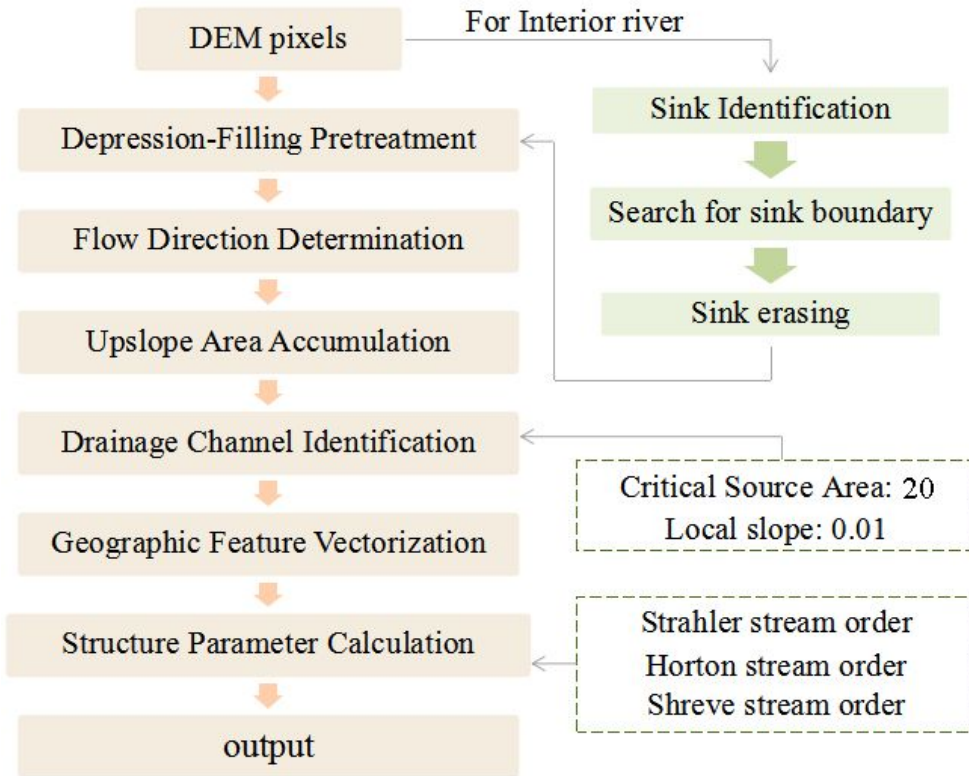 DEM pixels
For Interior river
Sink Identification
Depression-Filling Pretreatment
Search for sink boundary
Flow Direction Determination
Sink erasing
Upslope Area Accumulation
Drainage Channel Identification
Critical Source Area: 20
Local slope: 0.01
Geographic Feature Vectorization
Structure Parameter Calculation
Strahler stream order
Horton stream order
Shreve stream order
output